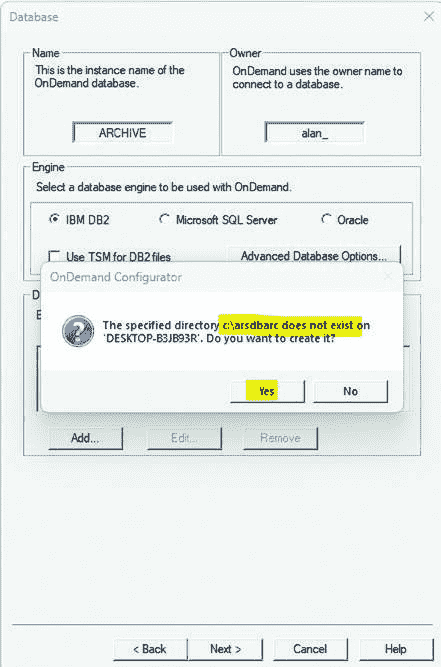 Database
Name
This is the instance name of the
OnDemand database.
ARCHIVE
Owner
OnDemand uses the owner name to
connect to a database.
alan_
Engine
Select a database engine to be used with OnDemand.
IBM DB2
Microsoft SQL Server
Oracle
Use TSM for DB2 files
Advanced Database Options...
OnDemand Configurator
The specified directory c:\arsdbarc does not exist on
'DESKTOP-B3JB93R'. Do you want to create it?
Yes
No
Add...
Edit...
Remove
< Back
Next >
Cancel
Help